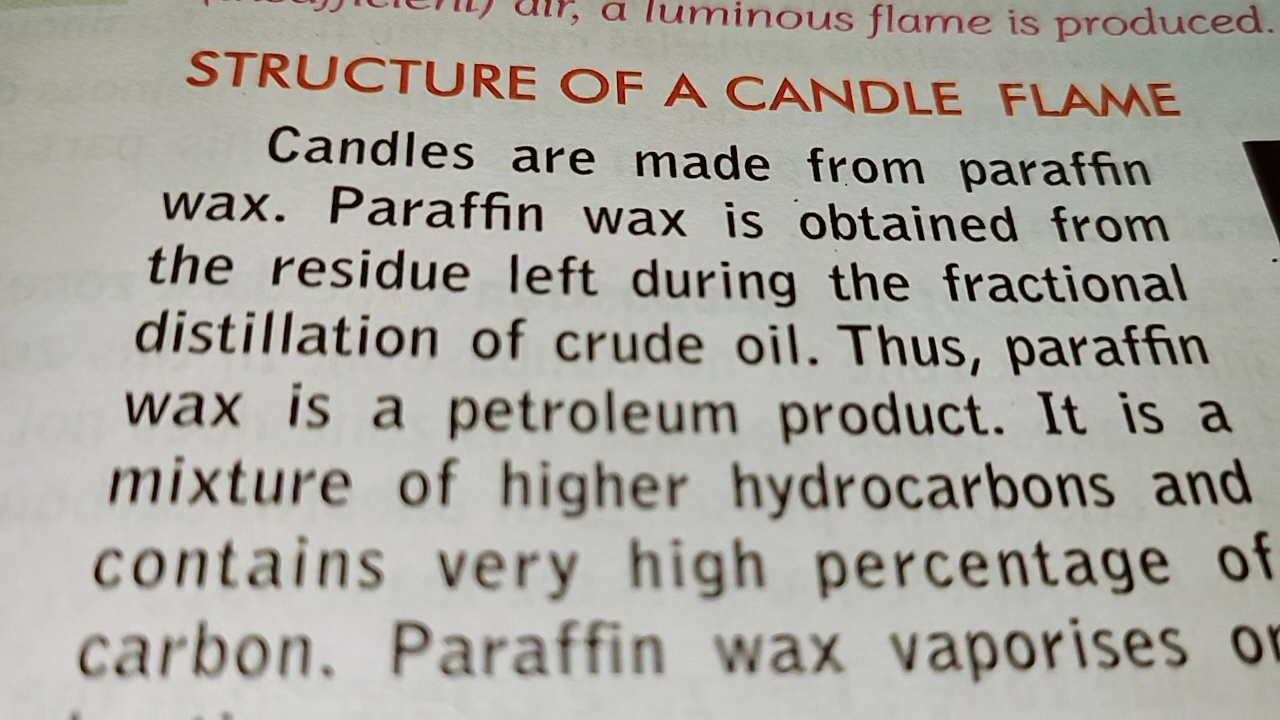 (insufficient) air, a luminous flame is produced.
STRUCTURE OF A CANDLE FLAME
Candles are made from paraffin
wax. Paraffin wax is obtained from
the residue left during the fractional
distillation of crude oil. Thus, paraffin
wax is a petroleum product. It is a
mixture of higher hydrocarbons and
contains very high percentage of
carbon. Paraffin wax vaporises